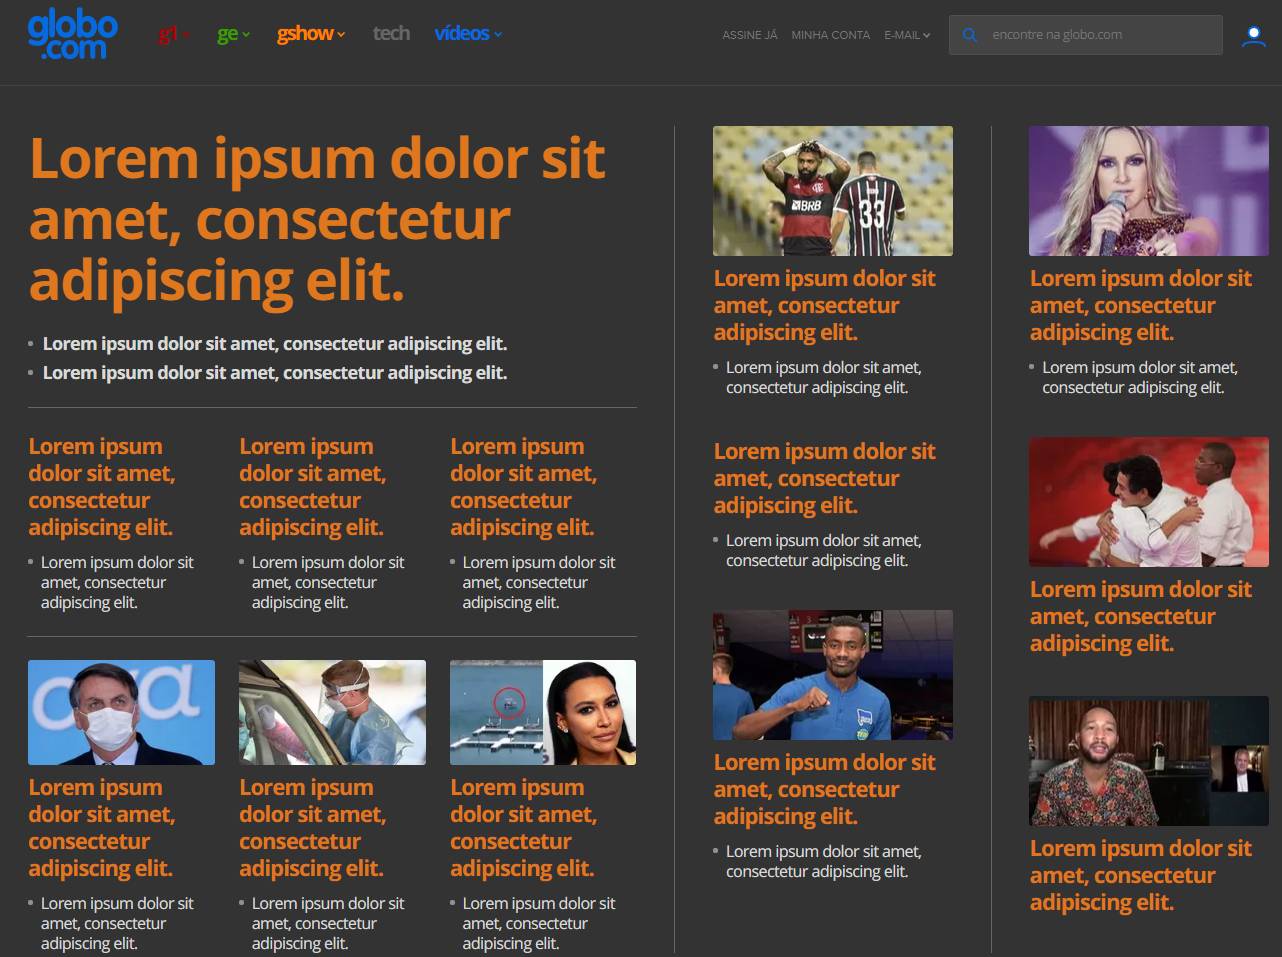 globo
.com
g1 ge gshow tech vídeos
ASSINE JÁ MINHA CONTA E-MAIL encontre na globo.com
Lorem ipsum dolor sit
amet, consectetur
adipiscing elit.
Lorem ipsum dolor sit amet, consectetur adipiscing elit.
Lorem ipsum dolor sit amet, consectetur adipiscing elit.
Lorem ipsum
dolor sit amet,
consectetur
adipiscing elit.
Lorem ipsum dolor sit
amet, consectetur
adipiscing elit.
Lorem ipsum
dolor sit amet,
consectetur
adipiscing elit.
Lorem ipsum dolor sit
amet, consectetur
adipiscing elit.
Lorem ipsum
dolor sit amet,
consectetur
adipiscing elit.
Lorem ipsum dolor sit
amet, consectetur
adipiscing elit.
Lorem ipsum
dolor sit amet,
consectetur
adipiscing elit.
Lorem ipsum dolor sit
amet, consectetur
adipiscing elit.
Lorem ipsum
dolor sit amet,
consectetur
adipiscing elit.
Lorem ipsum dolor sit
amet, consectetur
adipiscing elit.
Lorem ipsum
dolor sit amet,
consectetur
adipiscing elit.
Lorem ipsum dolor sit
amet, consectetur
adipiscing elit.
BRB
33
Lorem ipsum dolor sit
amet, consectetur
adipiscing elit.
Lorem ipsum dolor sit amet,
consectetur adipiscing elit.
Lorem ipsum dolor sit
amet, consectetur
adipiscing elit.
Lorem ipsum dolor sit amet,
consectetur adipiscing elit.
Lorem ipsum dolor sit
amet, consectetur
adipiscing elit.
Lorem ipsum dolor sit amet,
consectetur adipiscing elit.
Lorem ipsum dolor sit
amet, consectetur
adipiscing elit.
Lorem ipsum dolor sit amet,
consectetur adipiscing elit.
Lorem ipsum dolor sit
amet, consectetur
adipiscing elit.
Lorem ipsum dolor sit
amet, consectetur
adipiscing elit.